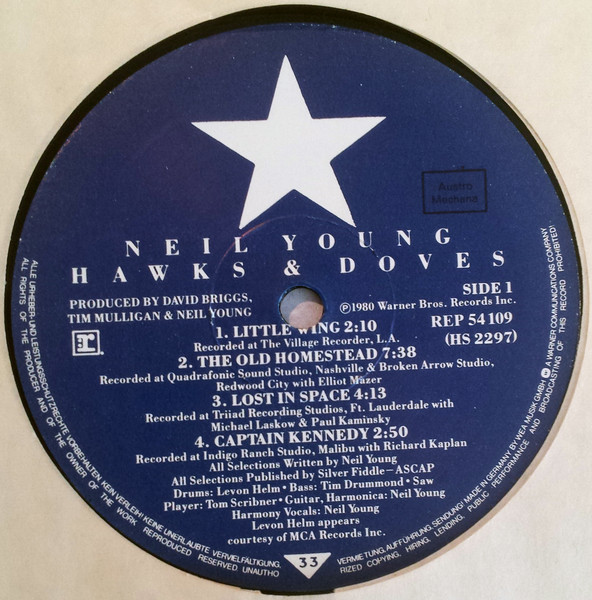 Austro
Mechana
NEIL YOUNG
HAWKS & DOVES
PRODUCED BY DAVID BRIGGS,
TIM MULLIGAN & NEIL YOUNG
SIDE 1
℗1980 Warner Bros. Records Inc.
REP 54 109
(HS 2297)
r
1. LITTLE WING 2:10
Recorded at The Village Recorder, L.A.
2. THE OLD HOMESTEAD 7:38
Recorded at Quadrafonic Sound Studio, Nashville & Broken Arrow Studio,
Redwood City with Elliot Mazer
3. LOST IN SPACE 4:13
Recorded at Triiad Recording Studios, Ft. Lauderdale with
Michael Laskow & Paul Kaminsky
4. CAPTAIN KENNEDY 2:50
Recorded at Indigo Ranch Studio, Malibu with Richard Kaplan
All Selections Written by Neil Young
All Selections Published by Silver Fiddle–ASCAP
Drums: Levon Helm • Bass: Tim Drummond • Saw
Player: Tom Scribner • Guitar, Harmonica: Neil Young
Harmony Vocals: Neil Young
Levon Helm appears
courtesy of MCA Records Inc.
33
ALLE URHEBER- UND LEISTUNGSSCHUTZRECHTE VORBEHALTEN. KEIN VERLEIH! KEINE UNERLAUBTE VERVIELFÄLTIGUNG,
VERMIETUNG, AUFFÜHRUNG, SENDUNG! MADE IN GERMANY BY WEA MUSIK GMBH A WARNER COMMUNICATIONS COMPANY
ALL RIGHTS OF THE PRODUCER AND OF THE OWNER OF THE WORK REPRODUCED RESERVED UNAUTHO
RIZED COPYING, HIRING, LENDING, PUBLIC PERFORMANCE AND BROADCASTING OF THIS RECORD PROHIBITED!